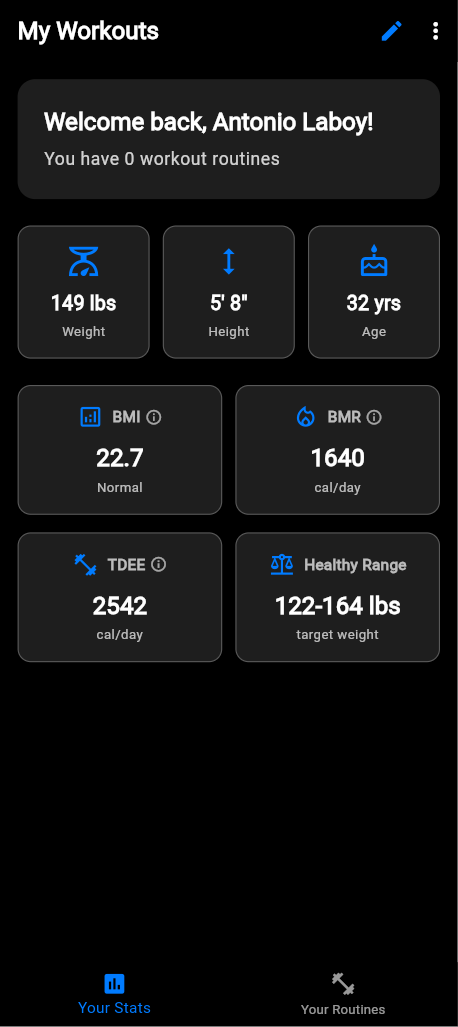 My Workouts
Welcome back, Antonio Laboy!
You have 0 workout routines
149 lbs
Weight
5' 8"
Height
32 yrs
Age
BMI
22.7
Normal
BMR
1640
cal/day
TDEE
2542
cal/day
Healthy Range
122-164 lbs
target weight
Your Stats
Your Routines